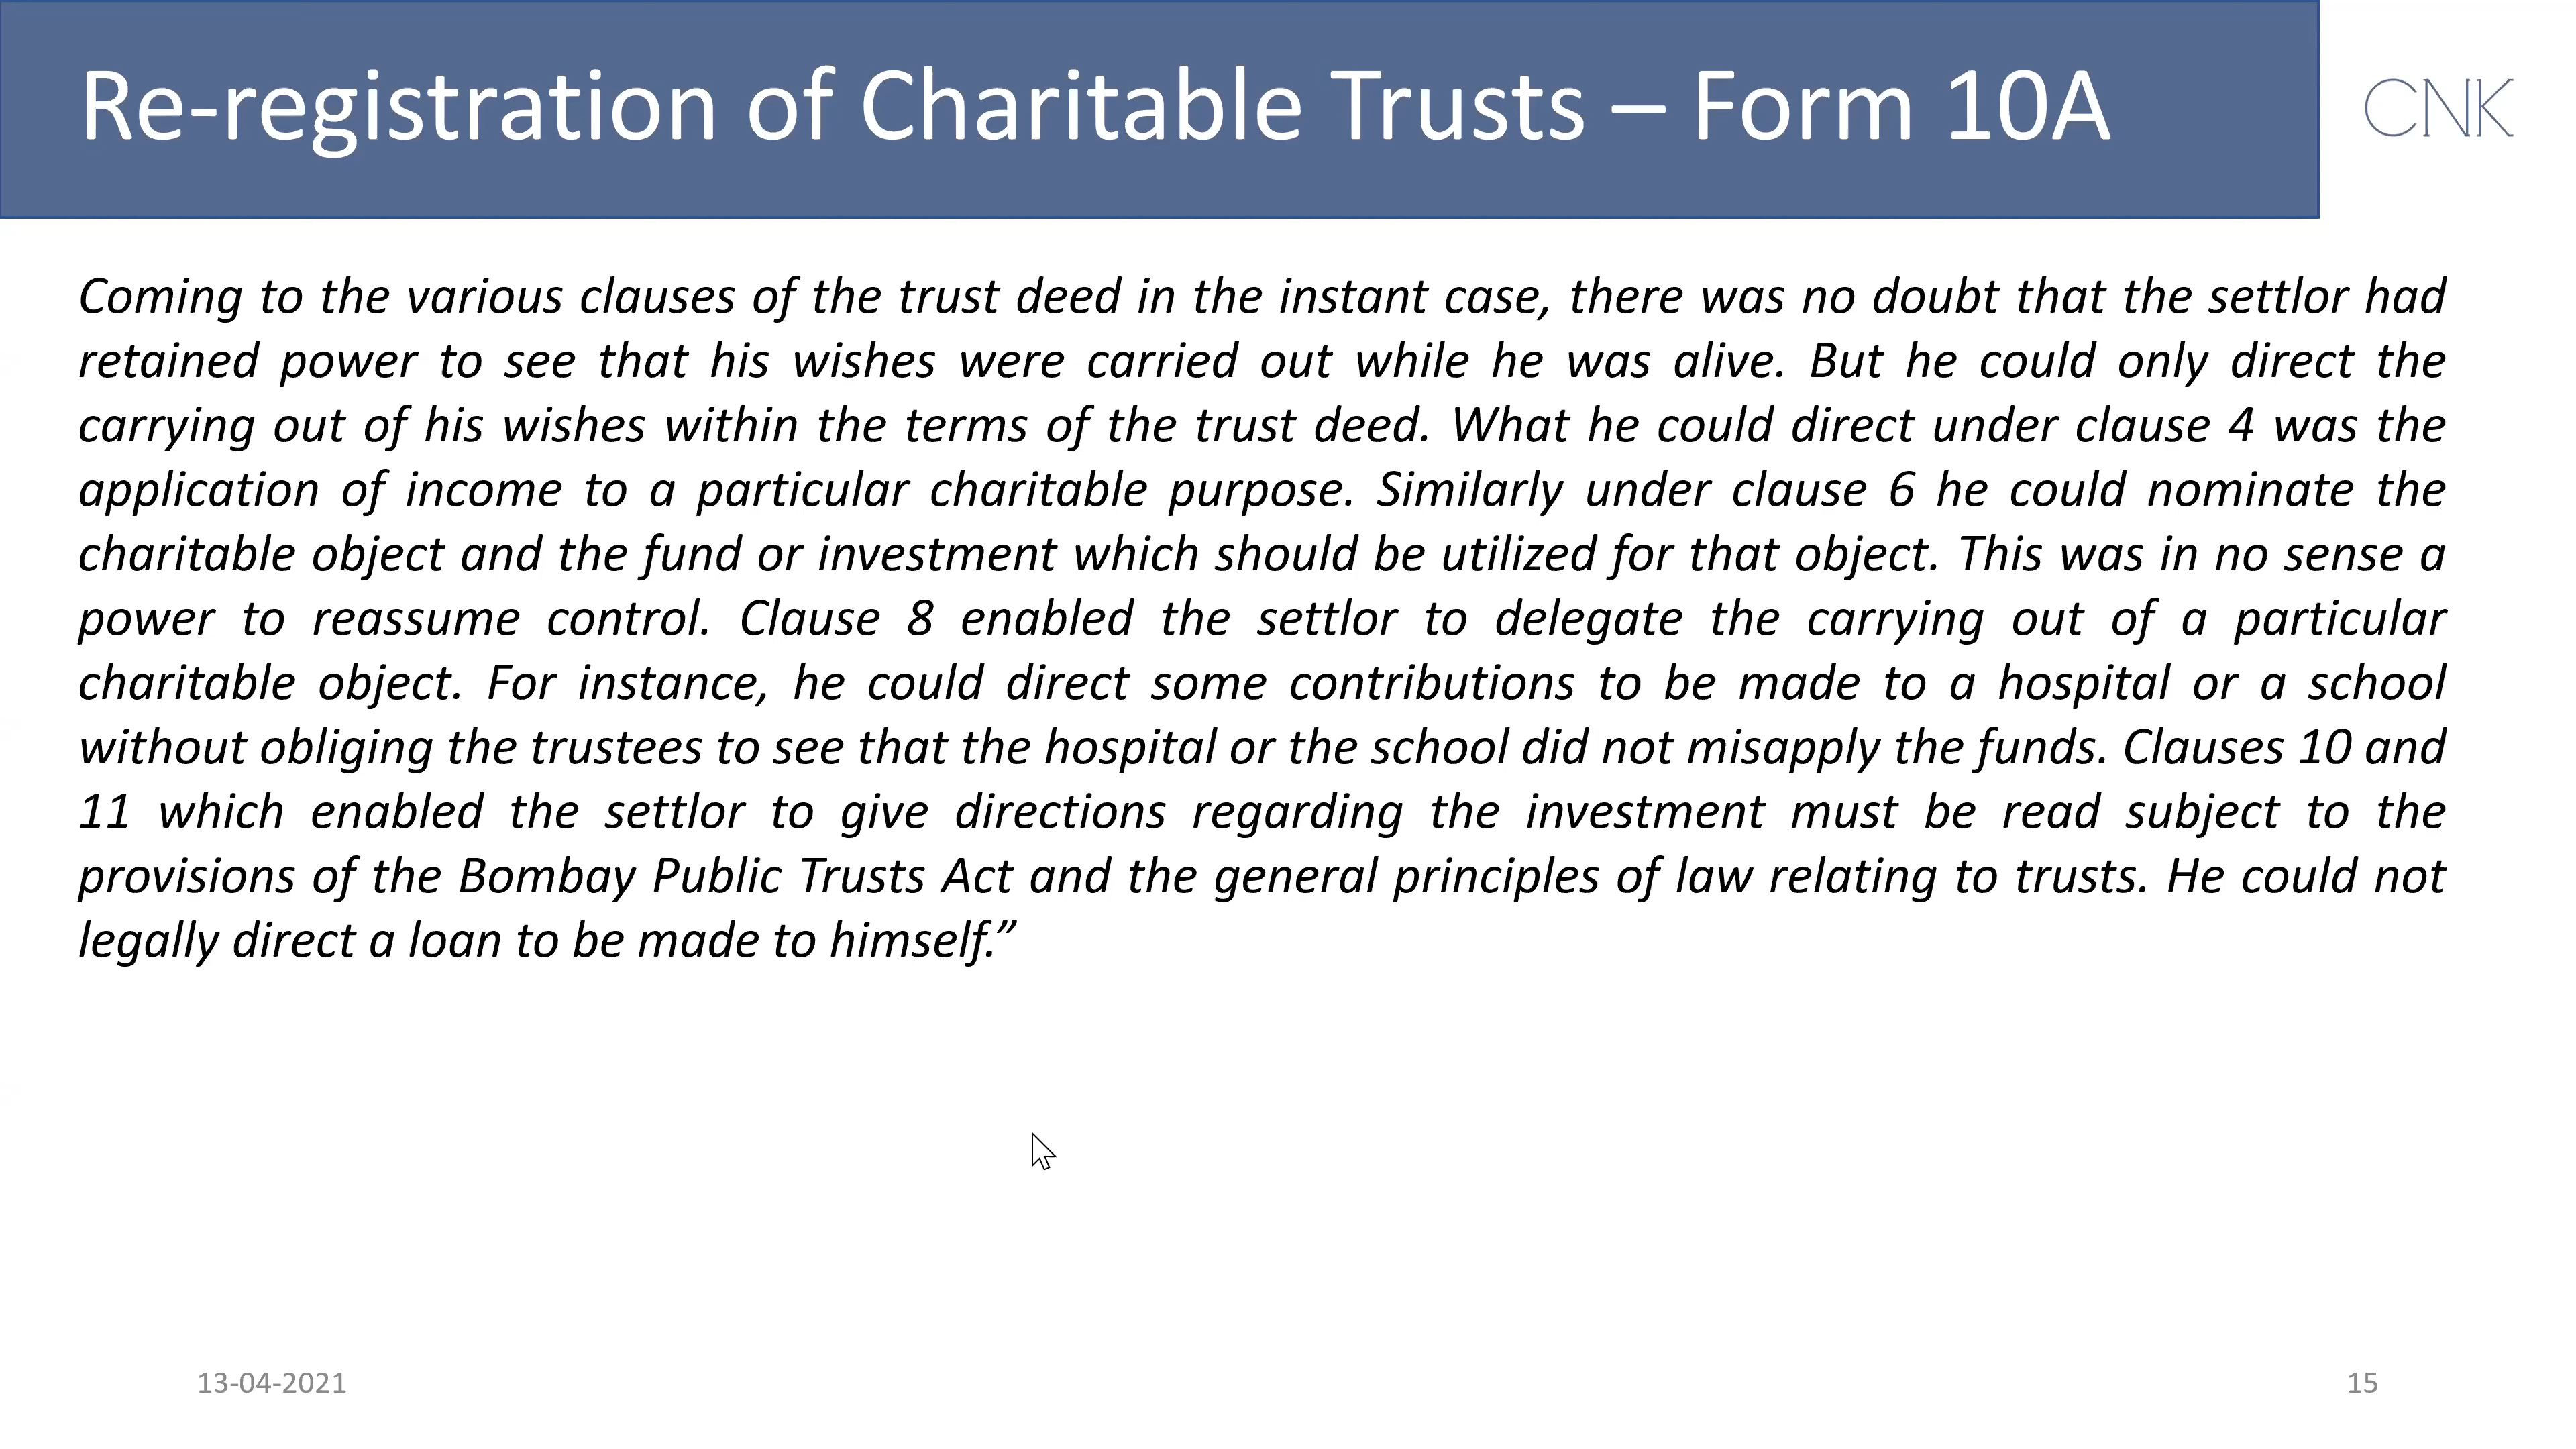 Re-registration of Charitable Trusts – Form 10A
CNK
Coming to the various clauses of the trust deed in the instant case, there was no doubt that the settlor had
retained power to see that his wishes were carried out while he was alive. But he could only direct the
carrying out of his wishes within the terms of the trust deed. What he could direct under clause 4 was the
application of income to a particular charitable purpose. Similarly under clause 6 he could nominate the
charitable object and the fund or investment which should be utilized for that object. This was in no sense a
power to reassume control. Clause 8 enabled the settlor to delegate the carrying out of a particular
charitable object. For instance, he could direct some contributions to be made to a hospital or a school
without obliging the trustees to see that the hospital or the school did not misapply the funds. Clauses 10 and
11 which enabled the settlor to give directions regarding the investment must be read subject to the
provisions of the Bombay Public Trusts Act and the general principles of law relating to trusts. He could not
legally direct a loan to be made to himself.”
13-04-2021
15